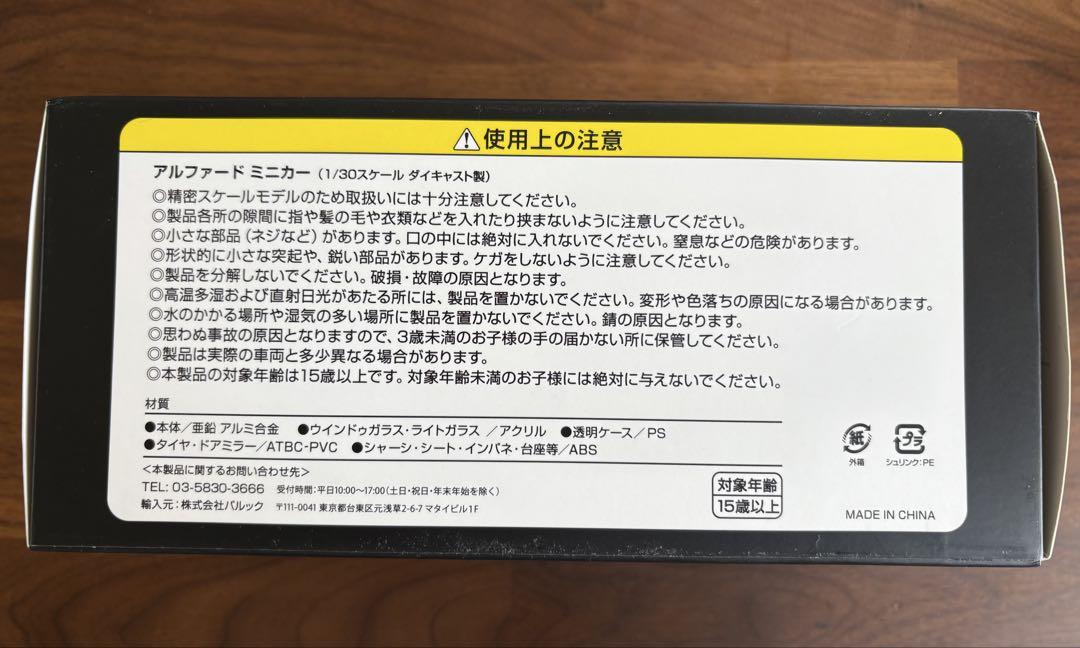 ⚠使用上の注意
アルファード ミニカー（1/30スケール ダイキャスト製）
◎精密スケールモデルのため取扱いには十分注意してください。
◎製品各所の隙間に指や髪の毛や衣類などを入れたり挟まないように注意してください。
◎小さな部品（ネジなど）があります。口の中には絶対に入れないでください。窒息などの危険があります。
◎形状的に小さな突起や、鋭い部品があります。ケガをしないように注意してください。
◎製品を分解しないでください。破損・故障の原因となります。
◎高温多湿および直射日光があたる所には、製品を置かないでください。変形や色落ちの原因になる場合があります。
◎水のかかる場所や湿気の多い場所に製品を置かないでください。錆の原因となります。
◎思わぬ事故の原因となりますので、3歳未満のお子様の手の届かない所に保管してください。
◎製品は実際の車両と多少異なる場合があります。
◎本製品の対象年齢は15歳以上です。対象年齢未満のお子様には絶対に与えないでください。
材質
●本体／亜鉛 アルミ合金 ●ウインドゥガラス・ライトガラス ／アクリル ●透明ケース／PS
●タイヤ・ドアミラー／ATBC-PVC ●シャーシ・シート・インパネ・台座等／ABS
＜本製品に関するお問い合わせ先＞
TEL: 03-5830-3666 受付時間：平日10:00〜17:00（土日・祝日・年末年始を除く）
輸入元：株式会社バルック 〒111-0041 東京都台東区元浅草2-6-7 マタイビル1F
対象年齢
15歳以上
紙
外箱
プラ
シュリンク：PE
MADE IN CHINA